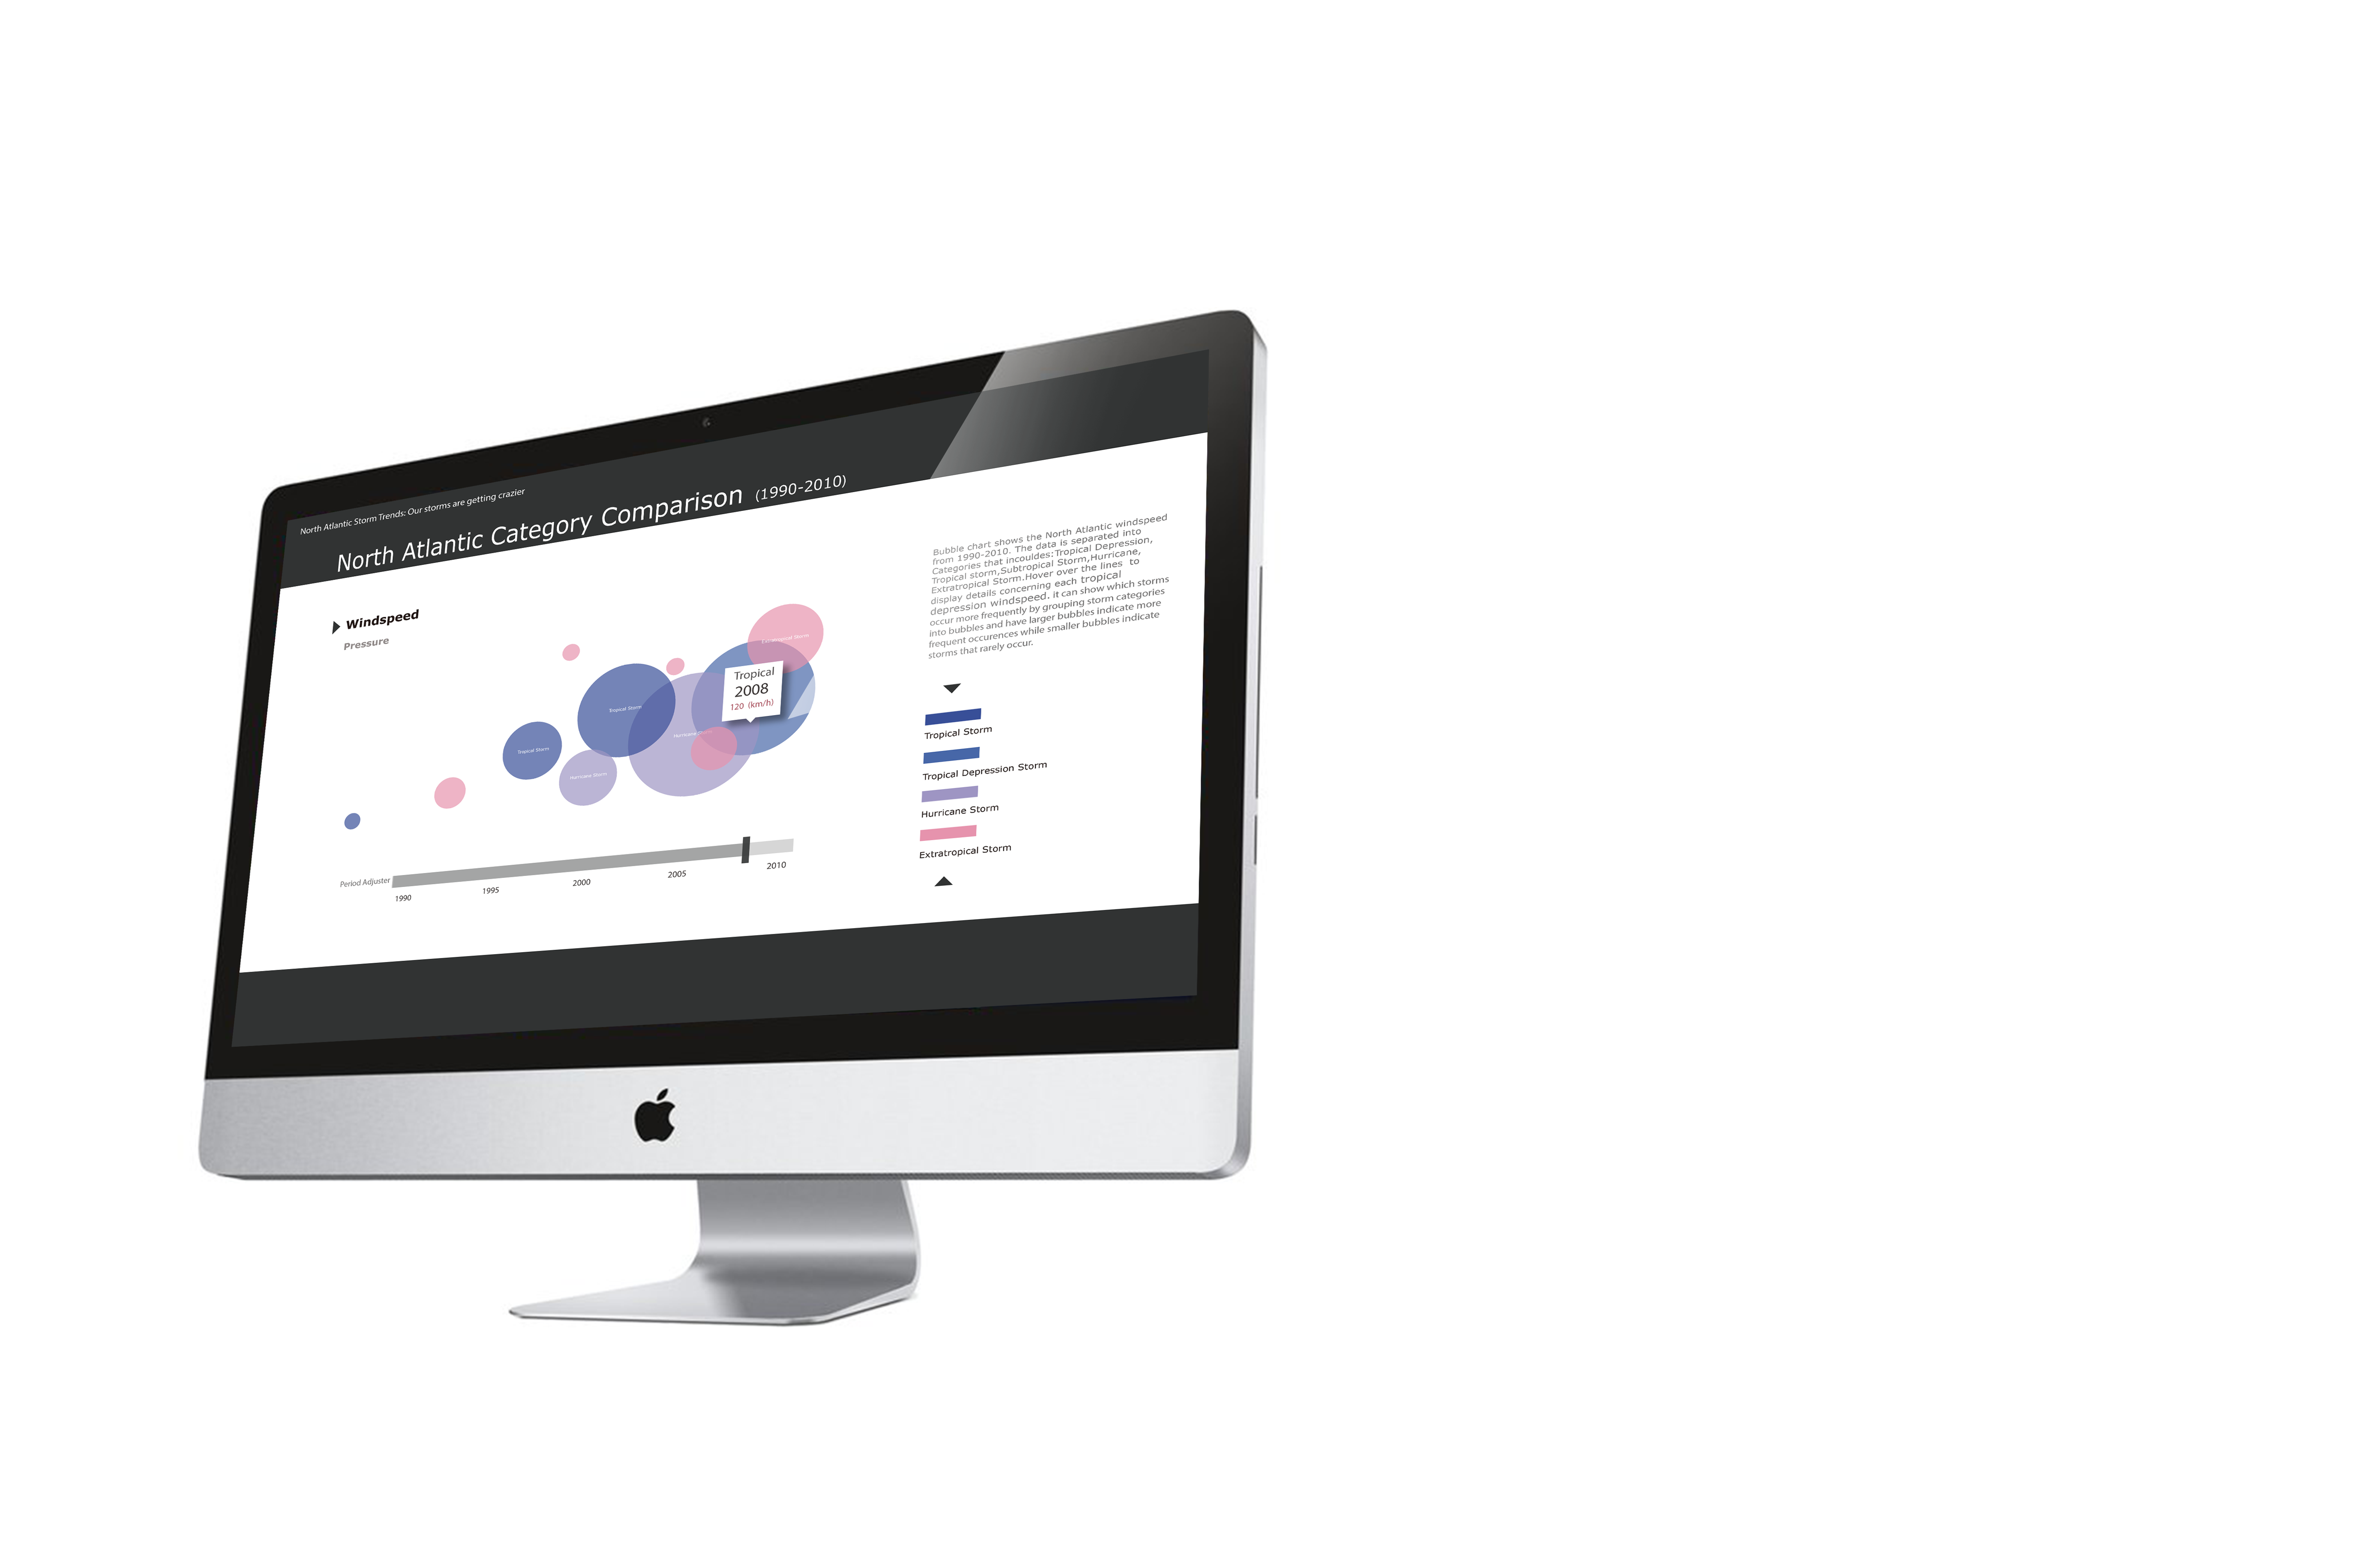 North Atlantic Storm Trends: Our storms are getting crazier
North Atlantic Category Comparison (1990-2010)
Windspeed
Pressure
Bubble chart shows the North Atlantic windspeed
from 1990-2010. The data is separated into
Categories that incouldes:Tropical Depression,
Tropical storm,Subtropical Storm,Hurricane,
Extratropical Storm.Hover over the lines to
display details concerning each tropical
depression windspeed. it can show which storms
occur more frequently by grouping storm categories
into bubbles and have larger bubbles indicate more
frequent occurences while smaller bubbles indicate
storms that rarely occur.
Extratropical Storm
Tropical
2008
120 (km/h)
Tropical Storm
Hurricane
Tropical Storm
Hurricane Storm
Tropical Storm
Tropical Depression Storm
Hurricane Storm
Extratropical Storm
Period Adjuster
1990
1995
2000
2005
2010